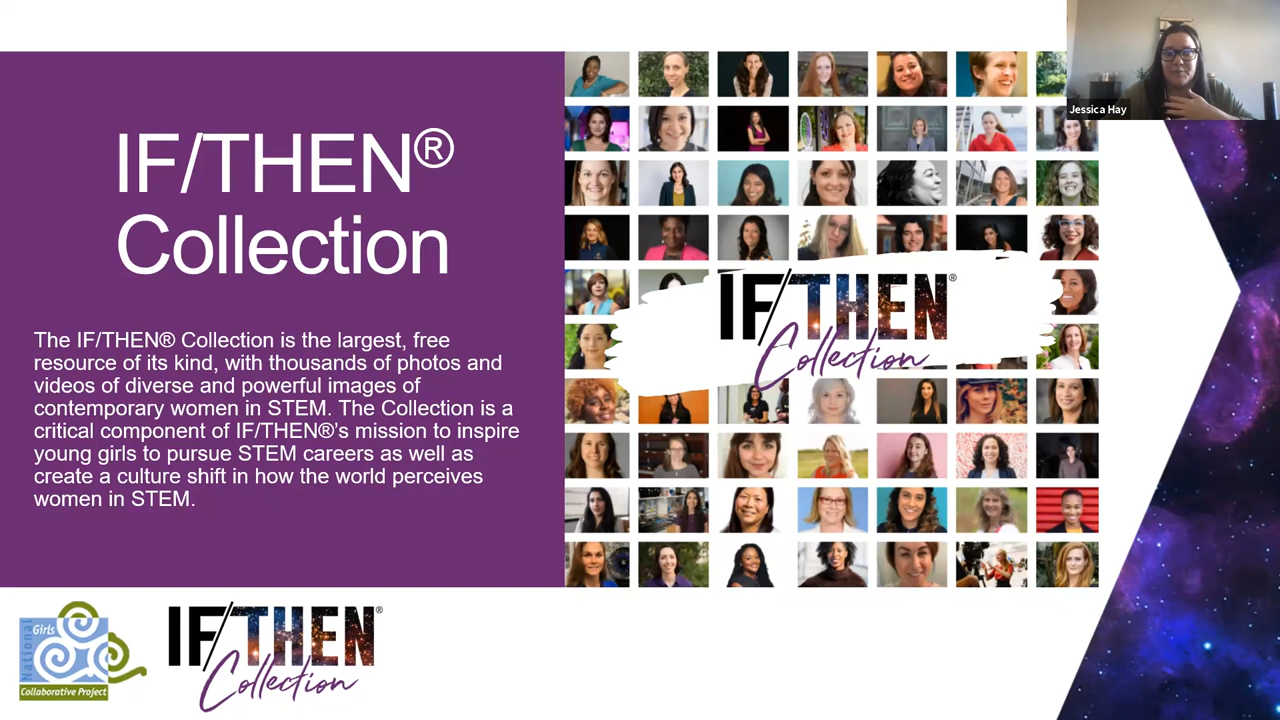 IF/THEN®
Collection
The IF/THEN® Collection is the largest, free
resource of its kind, with thousands of photos and
videos of diverse and powerful images of
contemporary women in STEM. The Collection is a
critical component of IF/THEN®'s mission to inspire
young girls to pursue STEM careers as well as
create a culture shift in how the world perceives
women in STEM.
IF/THEN®
Collection
Jessica Hay
National
Girls
Collaborative Project
IF/THEN®
Collection